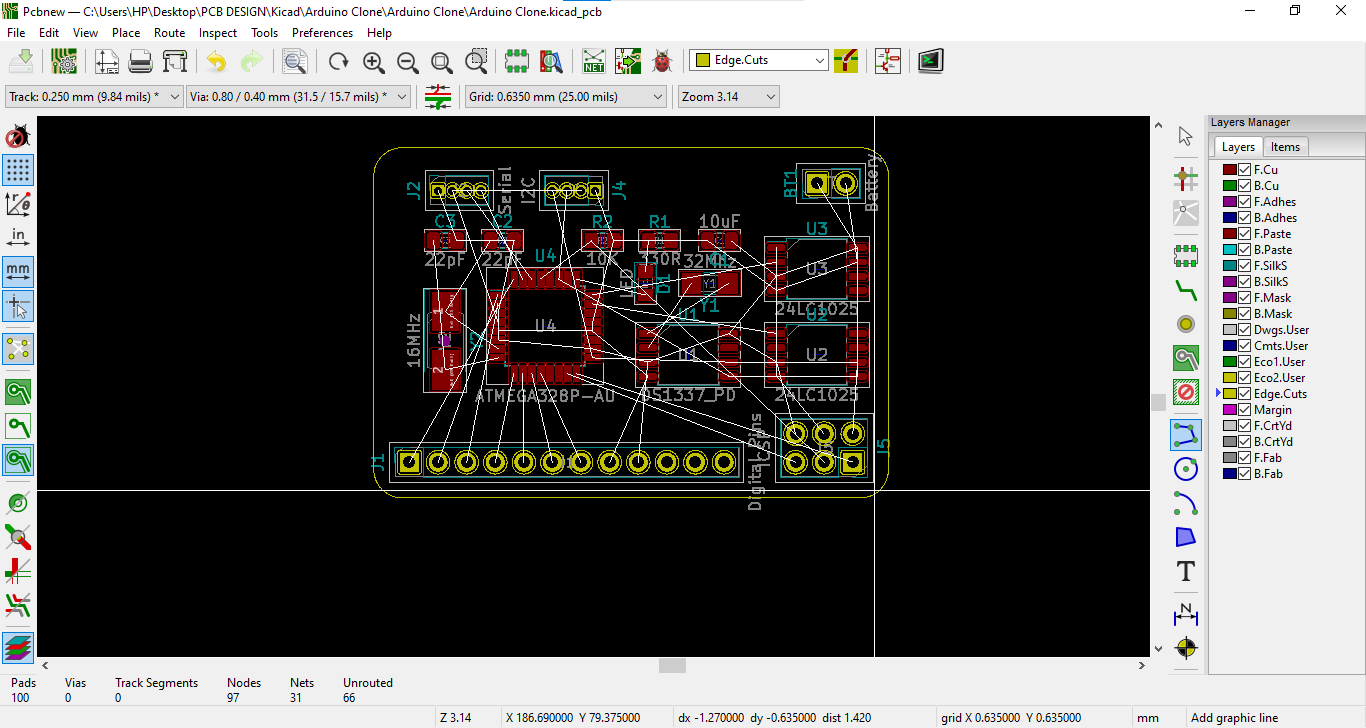 Pcbnew — C:\Users\HP\Desktop\PCB DESIGN\Kicad\Arduino Clone\Arduino Clone\Arduino Clone.kicad_pcb
File Edit View Place Route Inspect Tools Preferences Help
NET
Edge.Cuts
Track: 0.250 mm (9.84 mils) *
Via: 0.80 / 0.40 mm (31.5 / 15.7 mils) *
Grid: 0.6350 mm (25.00 mils)
Zoom 3.14
in
mm
J2
Serial
I2C
J4
BT1
Battery
C3
C2
R2
R1
10uF
U3
22pF
22pF
U4
10K
330R
32MHz
U3
LED
D1
Y1
Y1
24LC1025
16MHz
1
U4
U1
U2
U2
2
ATMEGA328P-AU
DS1337_PD
24LC1025
J1
Digital Pins
ICSP
J5
T
N
Layers Manager
Layers Items
F.Cu
B.Cu
F.Adhes
B.Adhes
F.Paste
B.Paste
F.SilkS
B.SilkS
F.Mask
B.Mask
Dwgs.User
Cmts.User
Eco1.User
Eco2.User
Edge.Cuts
Margin
F.CrtYd
B.CrtYd
F.Fab
B.Fab
Pads Vias Track Segments Nodes Nets Unrouted
100 0 0 97 31 66
Z 3.14
X 186.690000 Y 79.375000
dx -1.270000 dy -0.635000 dist 1.420
grid X 0.635000 Y 0.635000
mm
Add graphic line